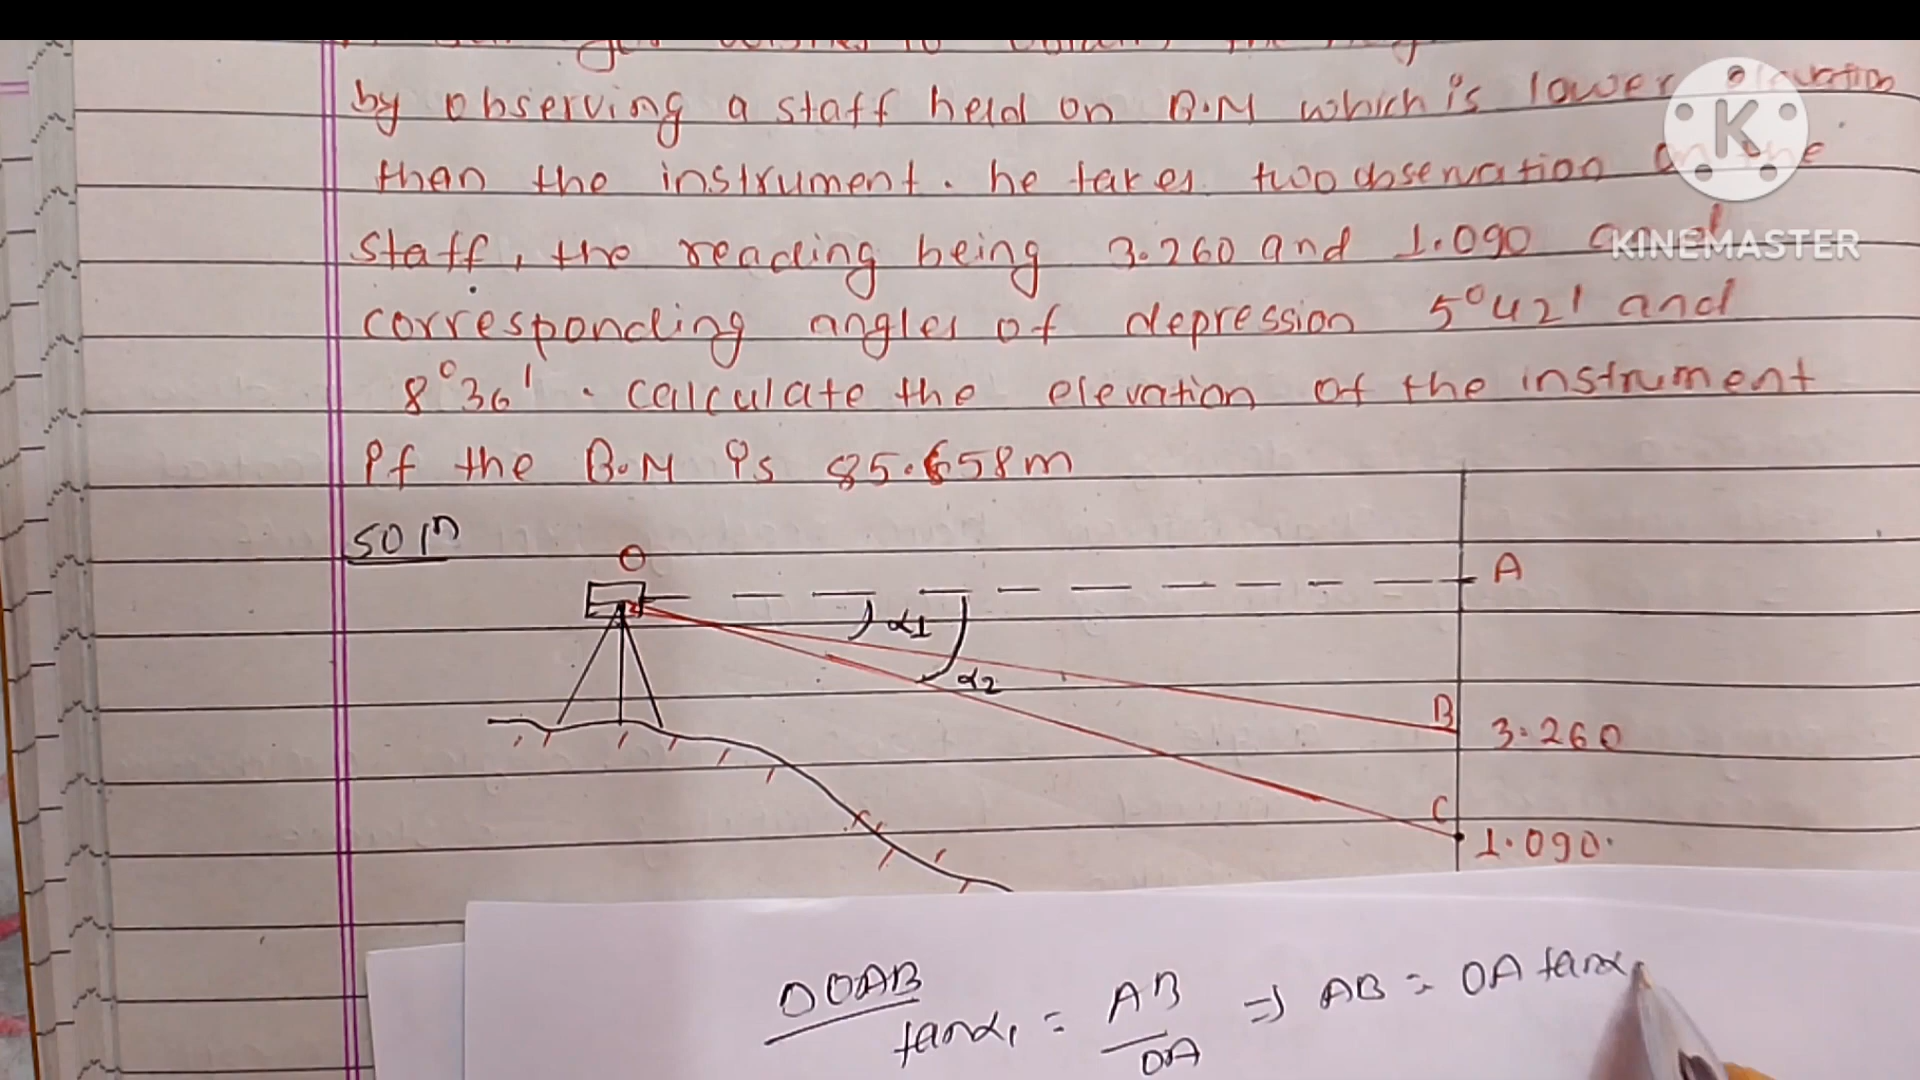 by observing a staff held on B.M which is lower elevation
than the instrument. he takes two observation on the
staff, the reading being 3.260 and 1.090 and
corresponding angles of depression 5°42' and
8°36'. calculate the elevation of the instrument
If the B.M is 85.658m
Soln
O
A
α1
α2
B
3.260
C
1.090.
ΔOAB
tanα1 = AB/OA ⇒ AB = OA tanα
K
KINEMASTER